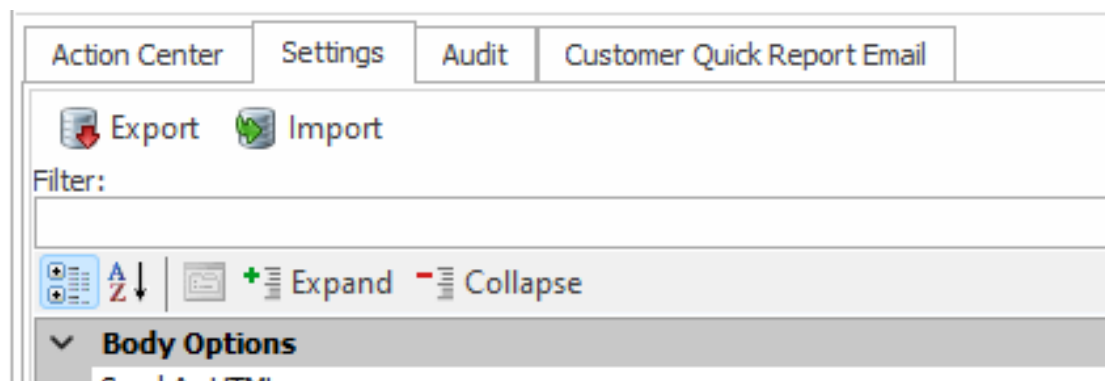 Action Center Settings Audit Customer Quick Report Email
Export Import
Filter:
A Z Expand Collapse
Body Options